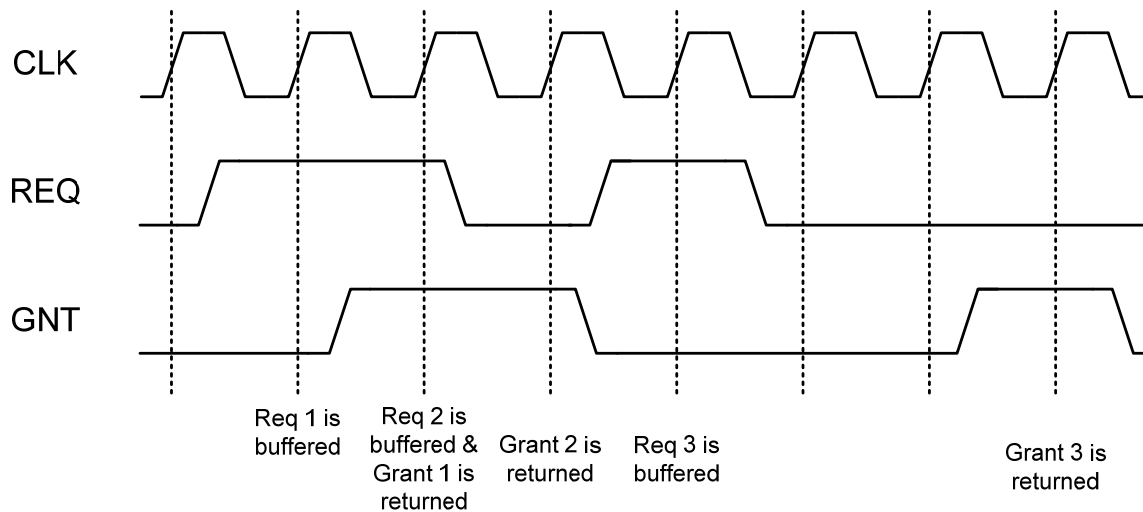 CLK
REQ
GNT
Req 1 is
buffered
Req 2 is
buffered &
Grant 1 is
returned
Grant 2 is
returned
Req 3 is
buffered
Grant 3 is
returned